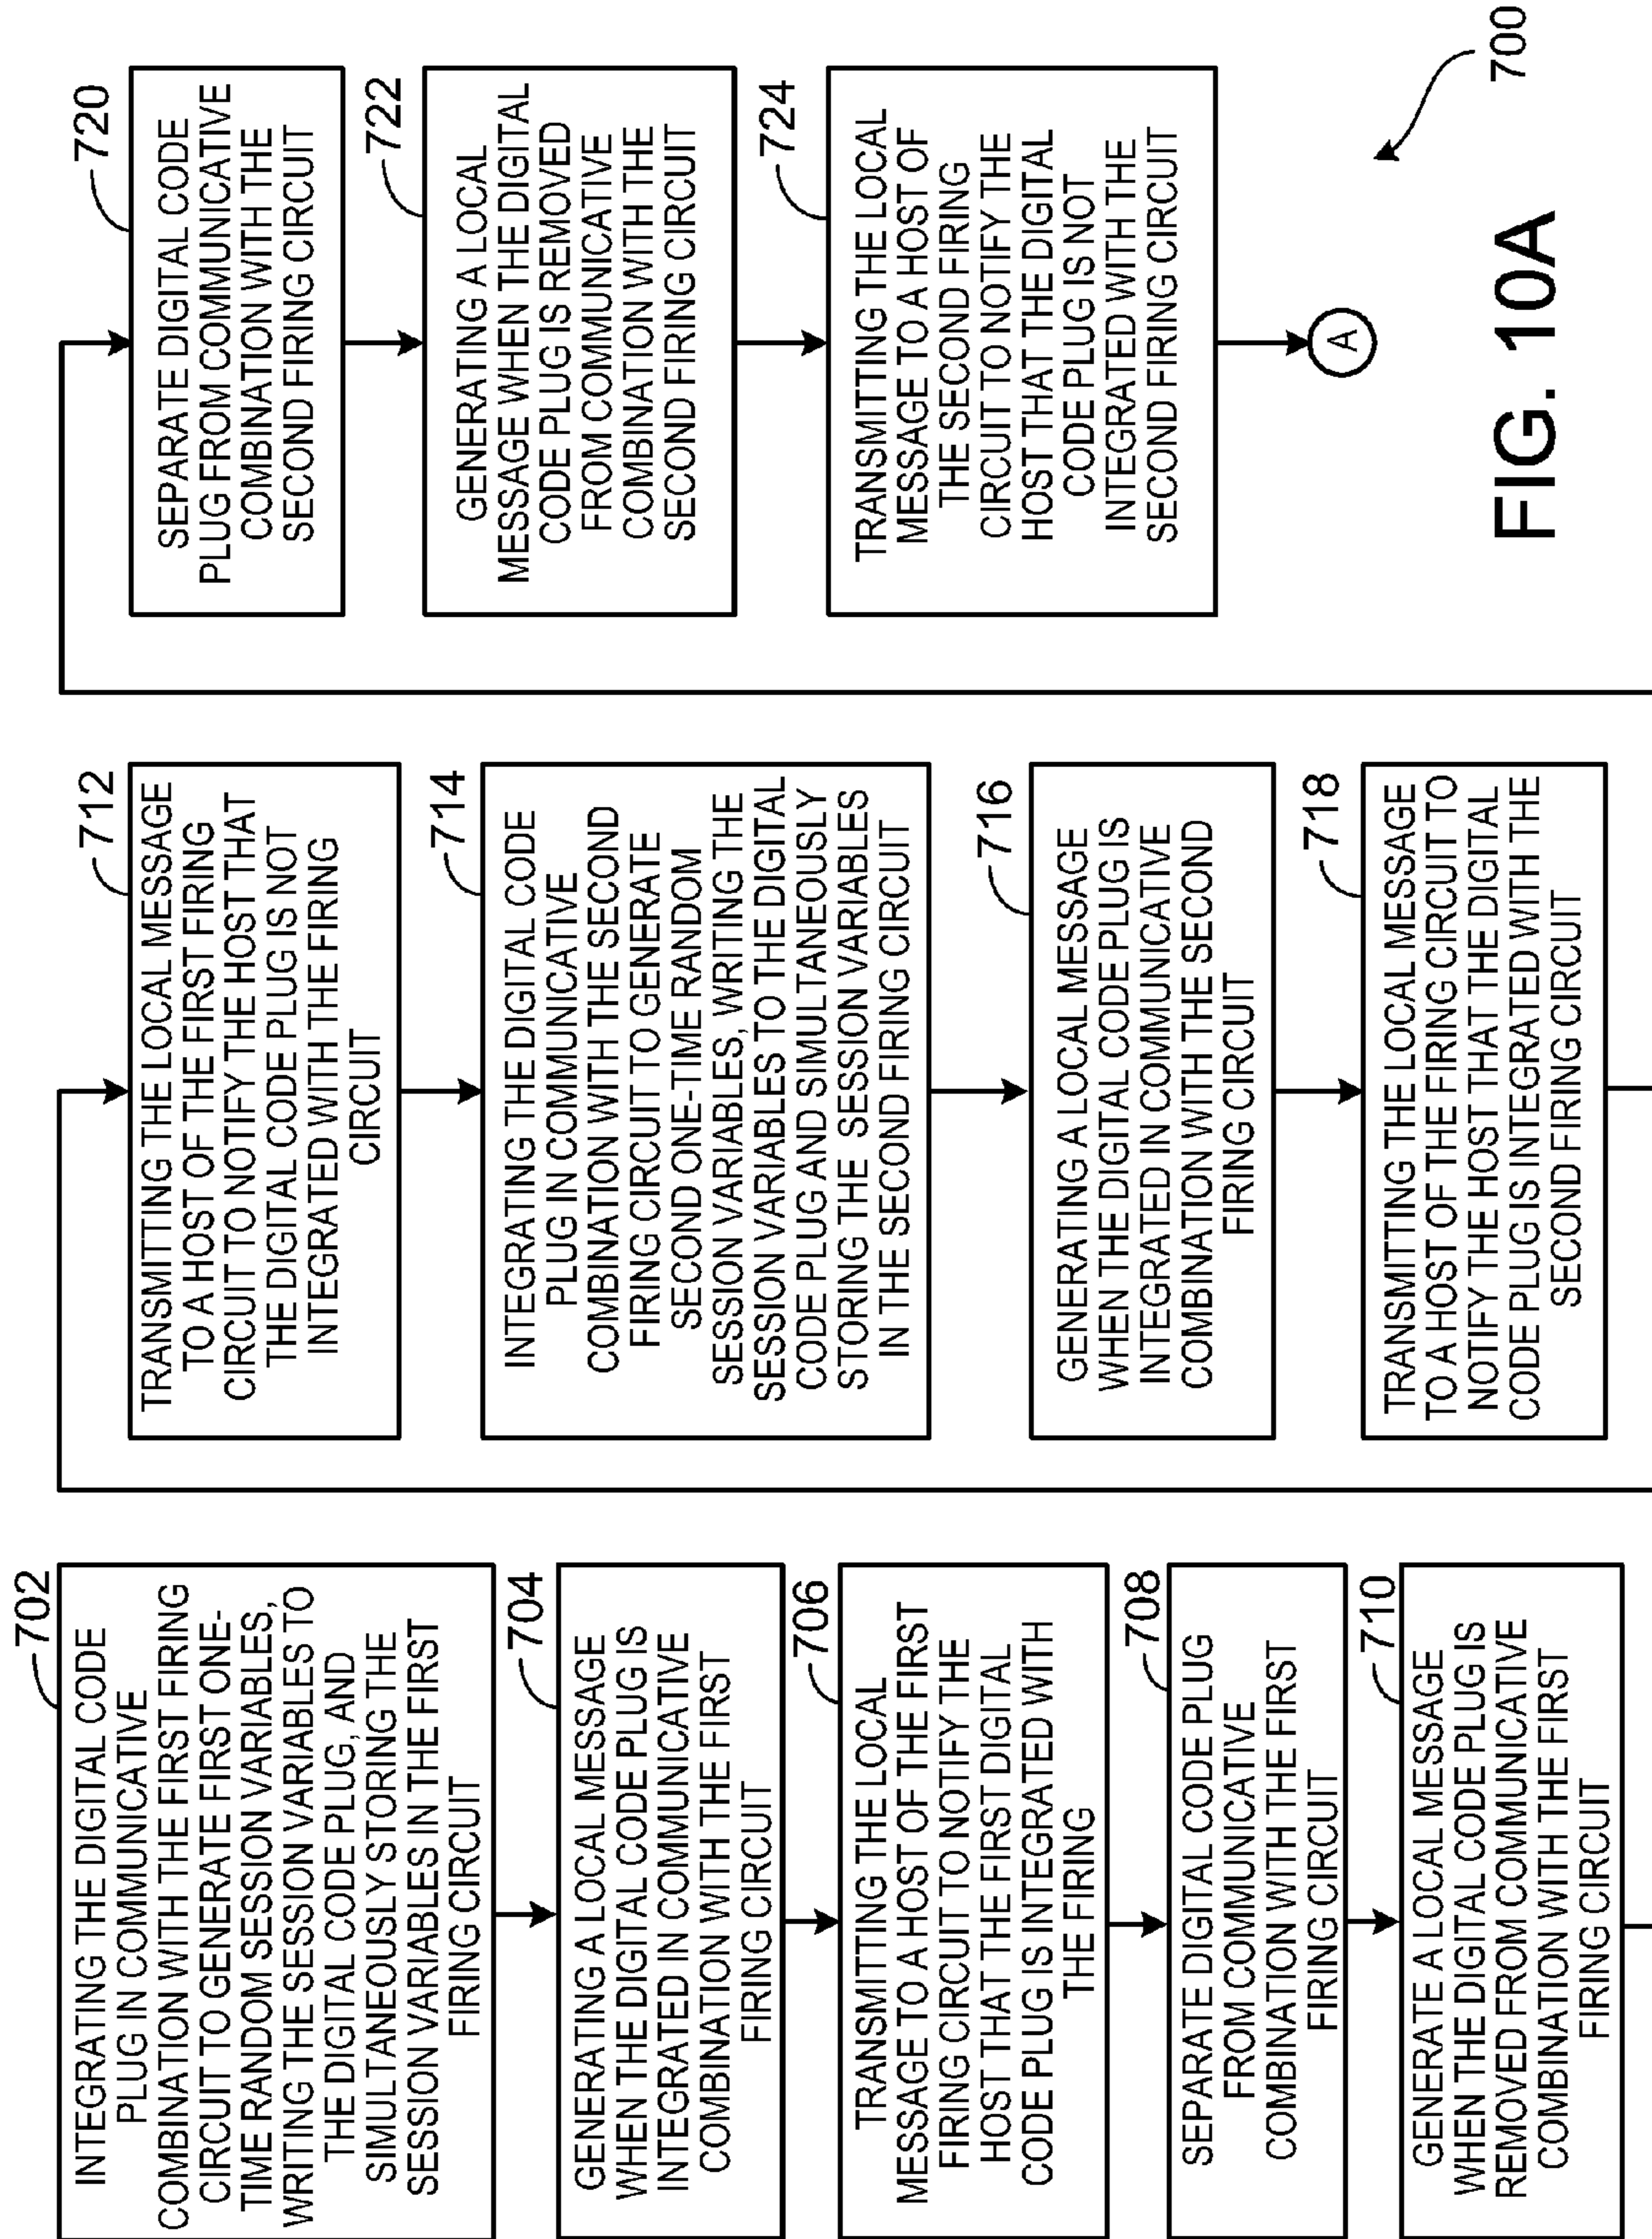 702
INTEGRATING THE DIGITAL CODE
PLUG IN COMMUNICATIVE
COMBINATION WITH THE FIRST FIRING
CIRCUIT TO GENERATE FIRST ONE-
TIME RANDOM SESSION VARIABLES,
WRITING THE SESSION VARIABLES TO
THE DIGITAL CODE PLUG, AND
SIMULTANEOUSLY STORING THE
SESSION VARIABLES IN THE FIRST
FIRING CIRCUIT
704
GENERATING A LOCAL MESSAGE
WHEN THE DIGITAL CODE PLUG IS
INTEGRATED IN COMMUNICATIVE
COMBINATION WITH THE FIRST
FIRING CIRCUIT
706
TRANSMITTING THE LOCAL
MESSAGE TO A HOST OF THE FIRST
FIRING CIRCUIT TO NOTIFY THE
HOST THAT THE FIRST DIGITAL
CODE PLUG IS INTEGRATED WITH
THE FIRING
708
SEPARATE DIGITAL CODE PLUG
FROM COMMUNICATIVE
COMBINATION WITH THE FIRST
FIRING CIRCUIT
710
GENERATE A LOCAL MESSAGE
WHEN THE DIGITAL CODE PLUG IS
REMOVED FROM COMMUNICATIVE
COMBINATION WITH THE FIRST
FIRING CIRCUIT
712
TRANSMITTING THE LOCAL MESSAGE
TO A HOST OF THE FIRST FIRING
CIRCUIT TO NOTIFY THE HOST THAT
THE DIGITAL CODE PLUG IS NOT
INTEGRATED WITH THE FIRING
CIRCUIT
714
INTEGRATING THE DIGITAL CODE
PLUG IN COMMUNICATIVE
COMBINATION WITH THE SECOND
FIRING CIRCUIT TO GENERATE
SECOND ONE-TIME RANDOM
SESSION VARIABLES, WRITING THE
SESSION VARIABLES TO THE DIGITAL
CODE PLUG AND SIMULTANEOUSLY
STORING THE SESSION VARIABLES
IN THE SECOND FIRING CIRCUIT
716
GENERATING A LOCAL MESSAGE
WHEN THE DIGITAL CODE PLUG IS
INTEGRATED IN COMMUNICATIVE
COMBINATION WITH THE SECOND
FIRING CIRCUIT
718
TRANSMITTING THE LOCAL MESSAGE
TO A HOST OF THE FIRING CIRCUIT TO
NOTIFY THE HOST THAT THE DIGITAL
CODE PLUG IS INTEGRATED WITH THE
SECOND FIRING CIRCUIT
720
SEPARATE DIGITAL CODE
PLUG FROM COMMUNICATIVE
COMBINATION WITH THE
SECOND FIRING CIRCUIT
722
GENERATING A LOCAL
MESSAGE WHEN THE DIGITAL
CODE PLUG IS REMOVED
FROM COMMUNICATIVE
COMBINATION WITH THE
SECOND FIRING CIRCUIT
724
TRANSMITTING THE LOCAL
MESSAGE TO A HOST OF
THE SECOND FIRING
CIRCUIT TO NOTIFY THE
HOST THAT THE DIGITAL
CODE PLUG IS NOT
INTEGRATED WITH THE
SECOND FIRING CIRCUIT
A
700
FIG. 10A